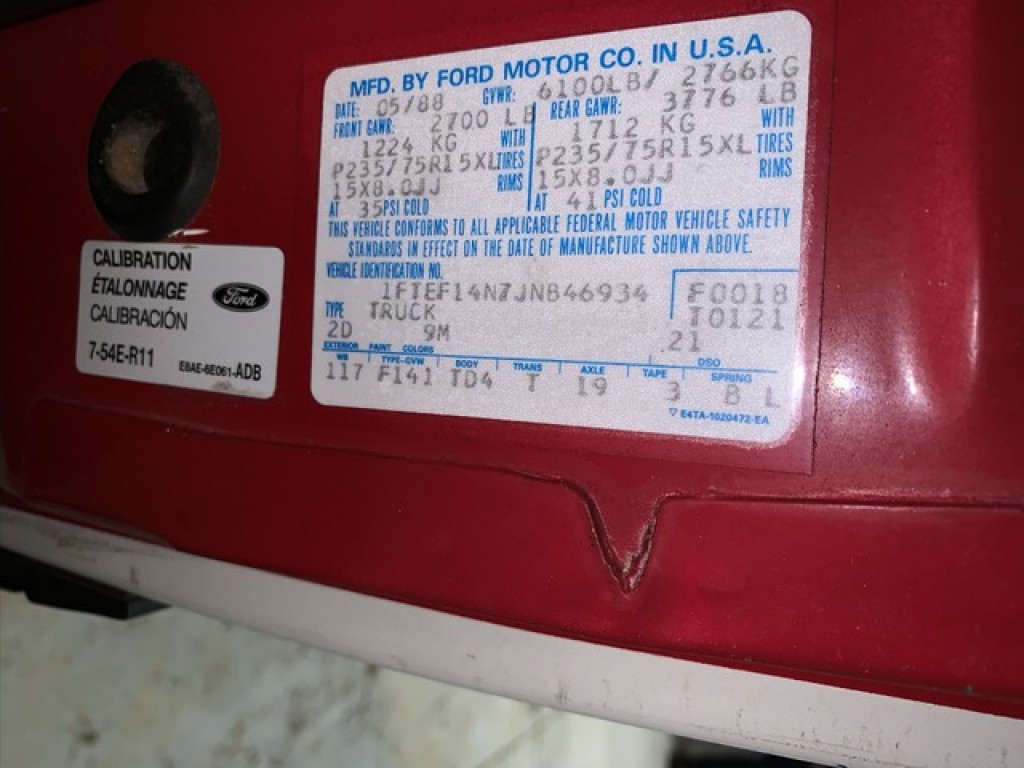 MFD. BY FORD MOTOR CO. IN U.S.A.
DATE: 05/88 GVWR: 6100LB/ 2766KG
FRONT GAWR: 2700 LB REAR GAWR: 3776 LB
1224 KG WITH 1712 KG WITH
P235/75R15XL TIRES P235/75R15XL TIRES
15X8.0JJ RIMS 15X8.0JJ RIMS
AT 35 PSI COLD AT 41 PSI COLD
THIS VEHICLE CONFORMS TO ALL APPLICABLE FEDERAL MOTOR VEHICLE SAFETY
STANDARDS IN EFFECT ON THE DATE OF MANUFACTURE SHOWN ABOVE.
VEHICLE IDENTIFICATION NO.
1FTEF14N7JNB46934 F0018
TYPE TRUCK T0121
2D 9M .21
EXTERIOR PAINT COLORS DSO
WB TYPE-GVW BODY TRANS AXLE TAPE SPRING
117 F141 TD4 T 19 3 B L
E4TA-1020472-EA
CALIBRATION
ÉTALONNAGE
Ford
CALIBRACIÓN
7-54E-R11
E8AE-6E061-ADB